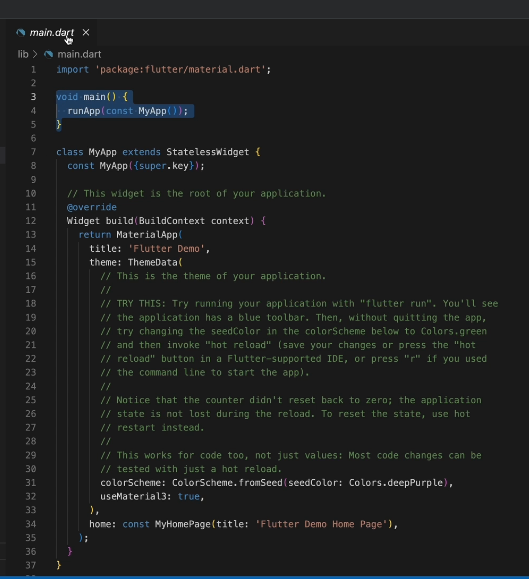 main.dart ×
lib > main.dart
1 import 'package:flutter/material.dart';
2
3 void main() {
4 runApp(const MyApp());
5 }
6
7 class MyApp extends StatelessWidget {
8 const MyApp({super.key});
9
10 // This widget is the root of your application.
11 @override
12 Widget build(BuildContext context) {
13 return MaterialApp(
14 title: 'Flutter Demo',
15 theme: ThemeData(
16 // This is the theme of your application.
17 //
18 // TRY THIS: Try running your application with "flutter run". You'll see
19 // the application has a blue toolbar. Then, without quitting the app,
20 // try changing the seedColor in the colorScheme below to Colors.green
21 // and then invoke "hot reload" (save your changes or press the "hot
22 // reload" button in a Flutter-supported IDE, or press "r" if you used
23 // the command line to start the app).
24 //
25 // Notice that the counter didn't reset back to zero; the application
26 // state is not lost during the reload. To reset the state, use hot
27 // restart instead.
28 //
29 // This works for code too, not just values: Most code changes can be
30 // tested with just a hot reload.
31 colorScheme: ColorScheme.fromSeed(seedColor: Colors.deepPurple),
32 useMaterial3: true,
33 ),
34 home: const MyHomePage(title: 'Flutter Demo Home Page'),
35 );
36 }
37 }